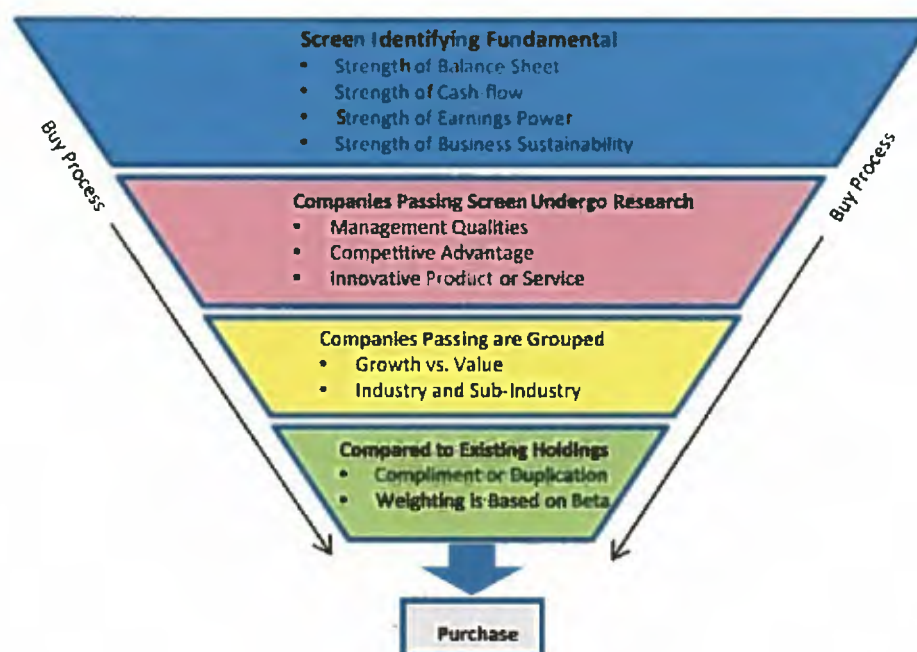 Screen Identifying Fundamental
• Strength of Balance Sheet
• Strength of Cash flow
• Strength of Earnings Power
• Strength of Business Sustainability
Buy Process
Buy Process
Companies Passing Screen Undergo Research
• Management Qualities
• Competitive Advantage
• Innovative Product or Service
Companies Passing are Grouped
• Growth vs. Value
• Industry and Sub-Industry
Compared to Existing Holdings
• Compliment or Duplication
• Weighting is Based on Beta
Purchase